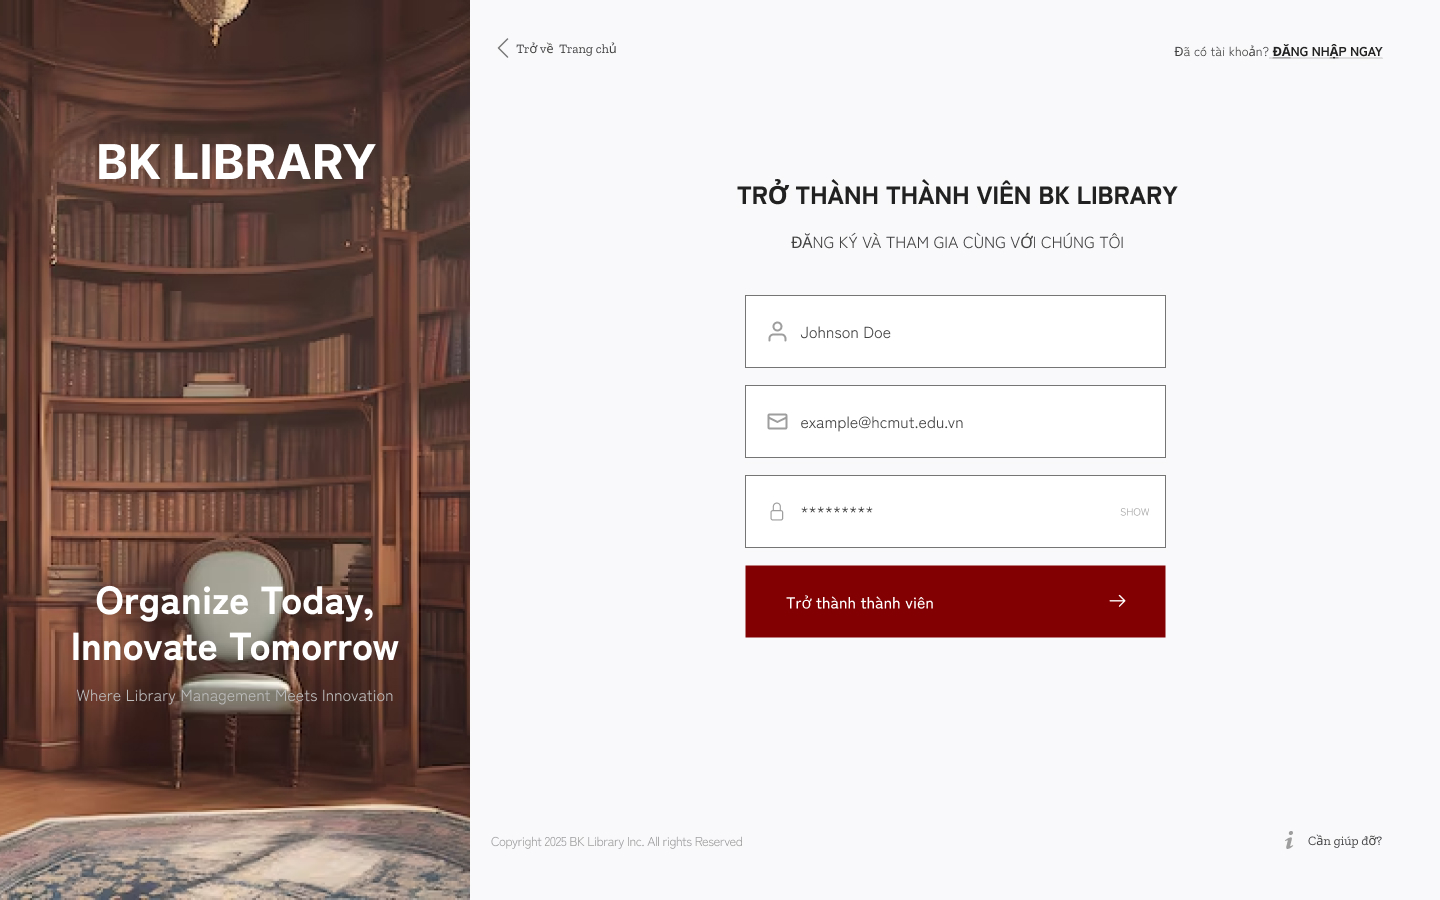 BK LIBRARY
Organize Today,
Innovate Tomorrow
Where Library Management Meets Innovation
Trở về Trang chủ
Đã có tài khoản? ĐĂNG NHẬP NGAY
TRỞ THÀNH THÀNH VIÊN BK LIBRARY
ĐĂNG KÝ VÀ THAM GIA CÙNG VỚI CHÚNG TÔI
Johnson Doe
example@hcmut.edu.vn
********* SHOW
Trở thành thành viên
Copyright 2025 BK Library Inc. All rights Reserved
Cần giúp đỡ?